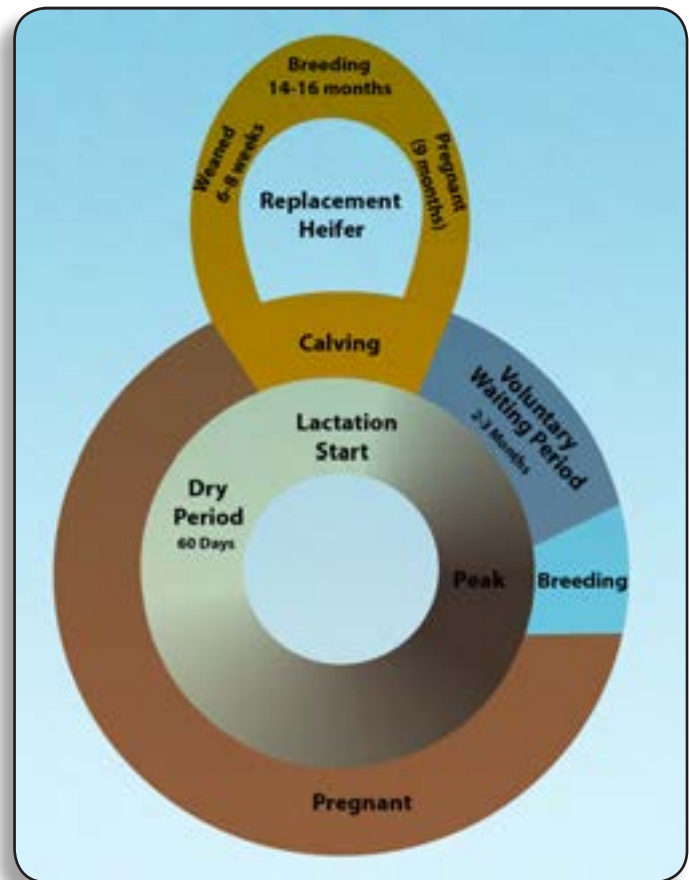 Breeding
14-16 months
Weaned
6-8 weeks
Pregnant
(9 months)
Replacement
Heifer
Calving
Voluntary
Waiting Period
2-3 Months
Lactation
Start
Dry
Period
60 Days
Peak
Breeding
Pregnant